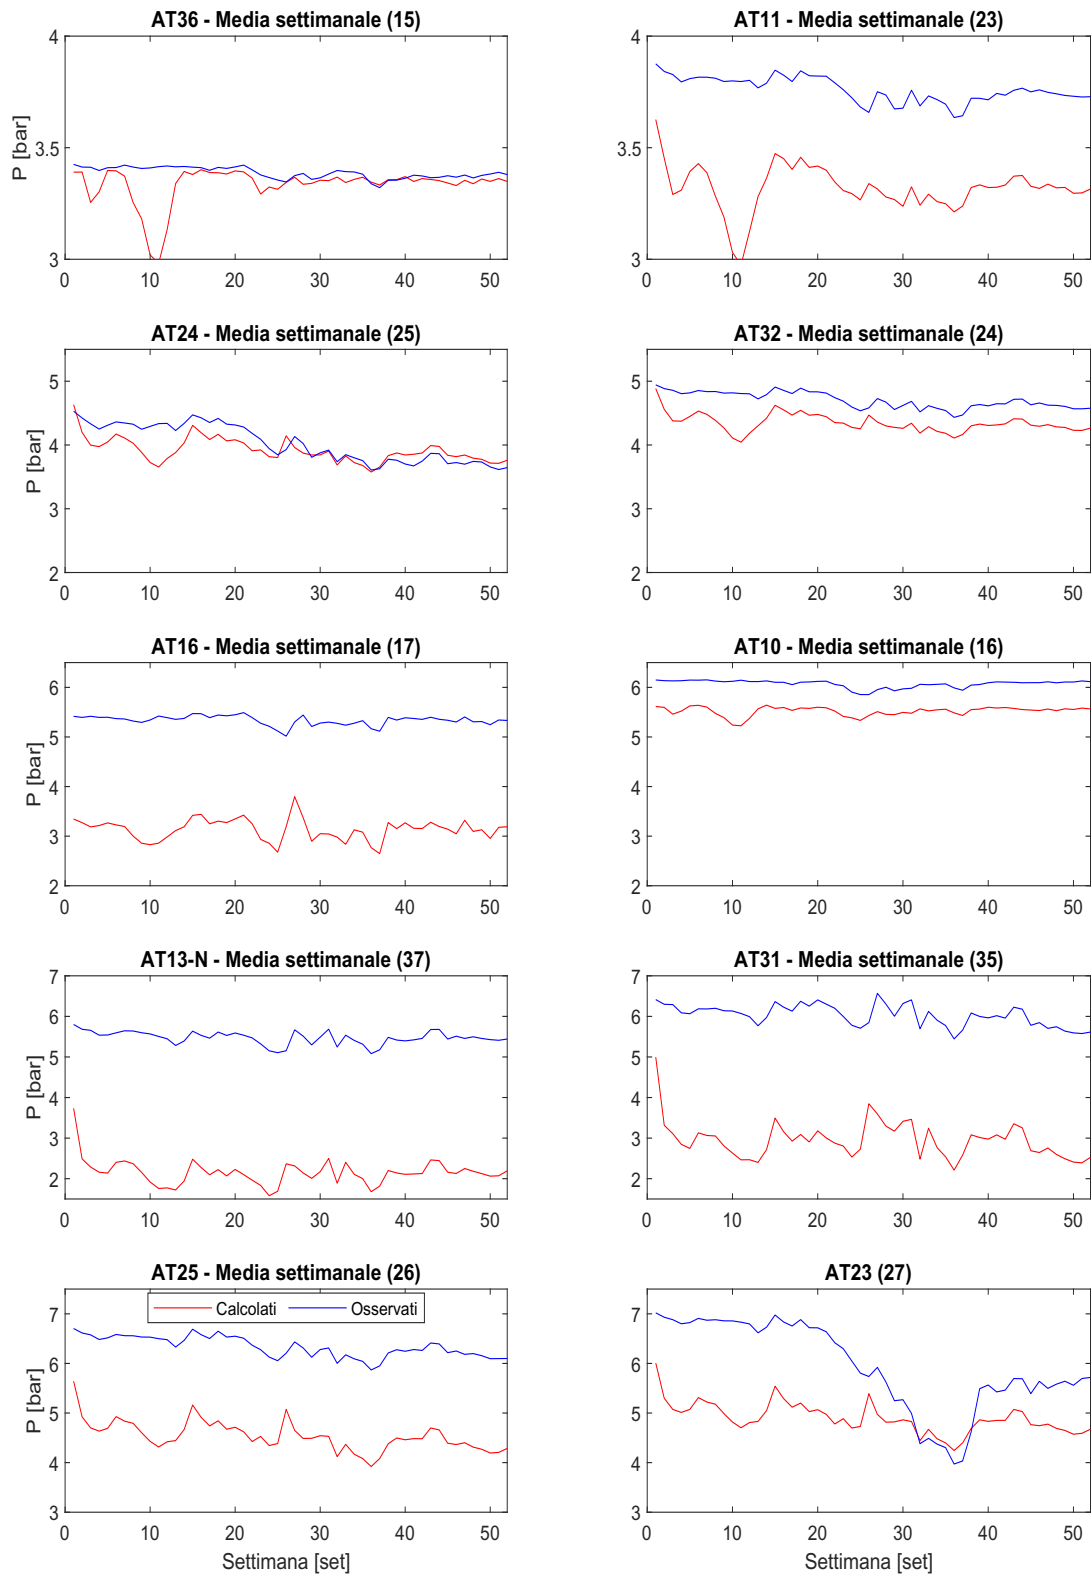 AT36 - Media settimanale (15)
4
3.5
3
P [bar]
0 10 20 30 40 50
AT11 - Media settimanale (23)
4
3.5
3
0 10 20 30 40 50
AT24 - Media settimanale (25)
5
4
3
2
P [bar]
0 10 20 30 40 50
AT32 - Media settimanale (24)
5
4
3
2
0 10 20 30 40 50
AT16 - Media settimanale (17)
6
5
4
3
2
P [bar]
0 10 20 30 40 50
AT10 - Media settimanale (16)
6
5
4
3
2
0 10 20 30 40 50
AT13-N - Media settimanale (37)
7
6
5
4
3
2
P [bar]
0 10 20 30 40 50
AT31 - Media settimanale (35)
7
6
5
4
3
2
0 10 20 30 40 50
AT25 - Media settimanale (26)
Calcolati Osservati
7
6
5
4
3
P [bar]
0 10 20 30 40 50
Settimana [set]
AT23 (27)
7
6
5
4
3
0 10 20 30 40 50
Settimana [set]